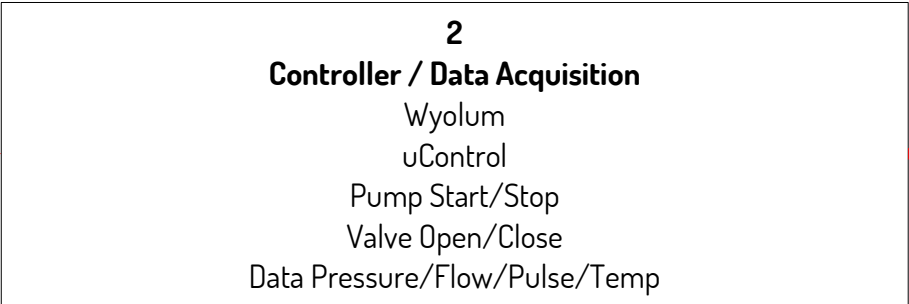 2
Controller / Data Acquisition
Wyolum
uControl
Pump Start/Stop
Valve Open/Close
Data Pressure/Flow/Pulse/Temp